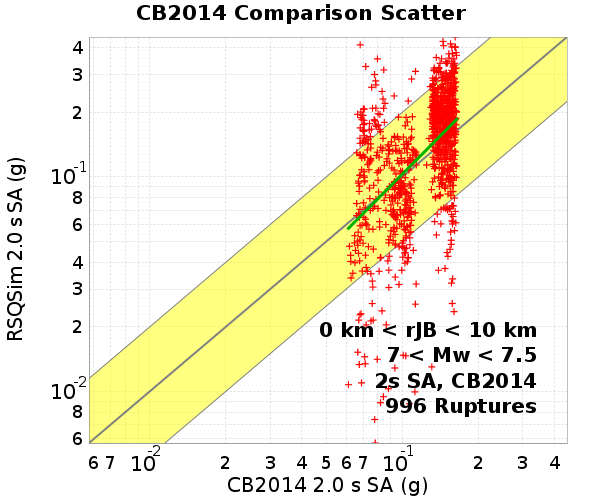 CB2014 Comparison Scatter
4
3
2
10-1
8
6
4
3
2
10-2
8
6
RSQSim 2.0 s SA (g)
0 km < rJB < 10 km
7 < Mw < 7.5
2s SA, CB2014
996 Ruptures
6 7 10-2 2 3 4 5 6 7 10-1 2 3 4
CB2014 2.0 s SA (g)